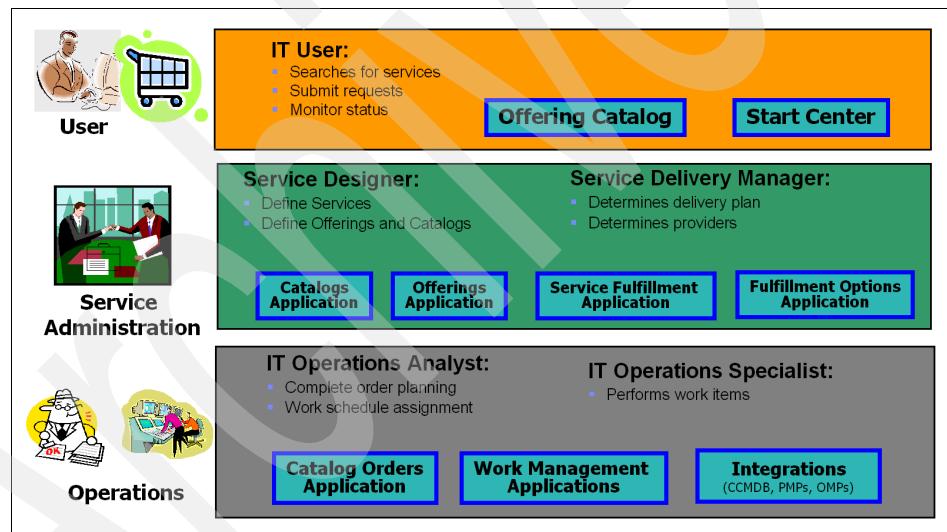 User
IT User:
Searches for services
Submit requests
Monitor status
Offering Catalog
Start Center
Service
Administration
Service Designer:
Define Services
Define Offerings and Catalogs
Service Delivery Manager:
Determines delivery plan
Determines providers
Catalogs
Application
Offerings
Application
Service Fulfillment
Application
Fulfillment Options
Application
Operations
OK
IT Operations Analyst:
Complete order planning
Work schedule assignment
IT Operations Specialist:
Performs work items
Catalog Orders
Application
Work Management
Applications
Integrations
(CCMDB, PMPs, OMPs)